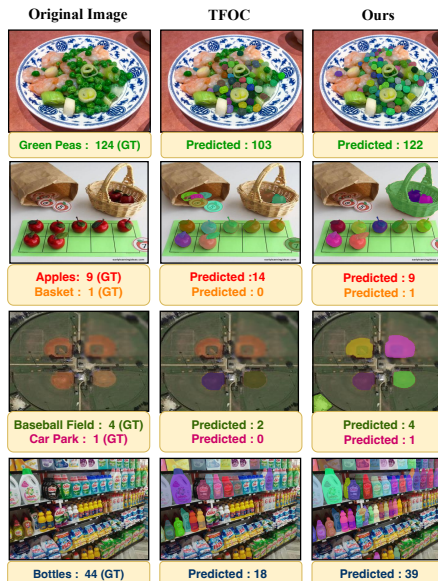 Original Image TFOC Ours
Green Peas : 124 (GT) Predicted : 103 Predicted : 122
Apples: 9 (GT) Predicted :14 Predicted : 9
Basket : 1 (GT) Predicted : 0 Predicted : 1
Baseball Field : 4 (GT) Predicted : 2 Predicted : 4
Car Park : 1 (GT) Predicted : 0 Predicted : 1
Bottles : 44 (GT) Predicted : 18 Predicted : 39